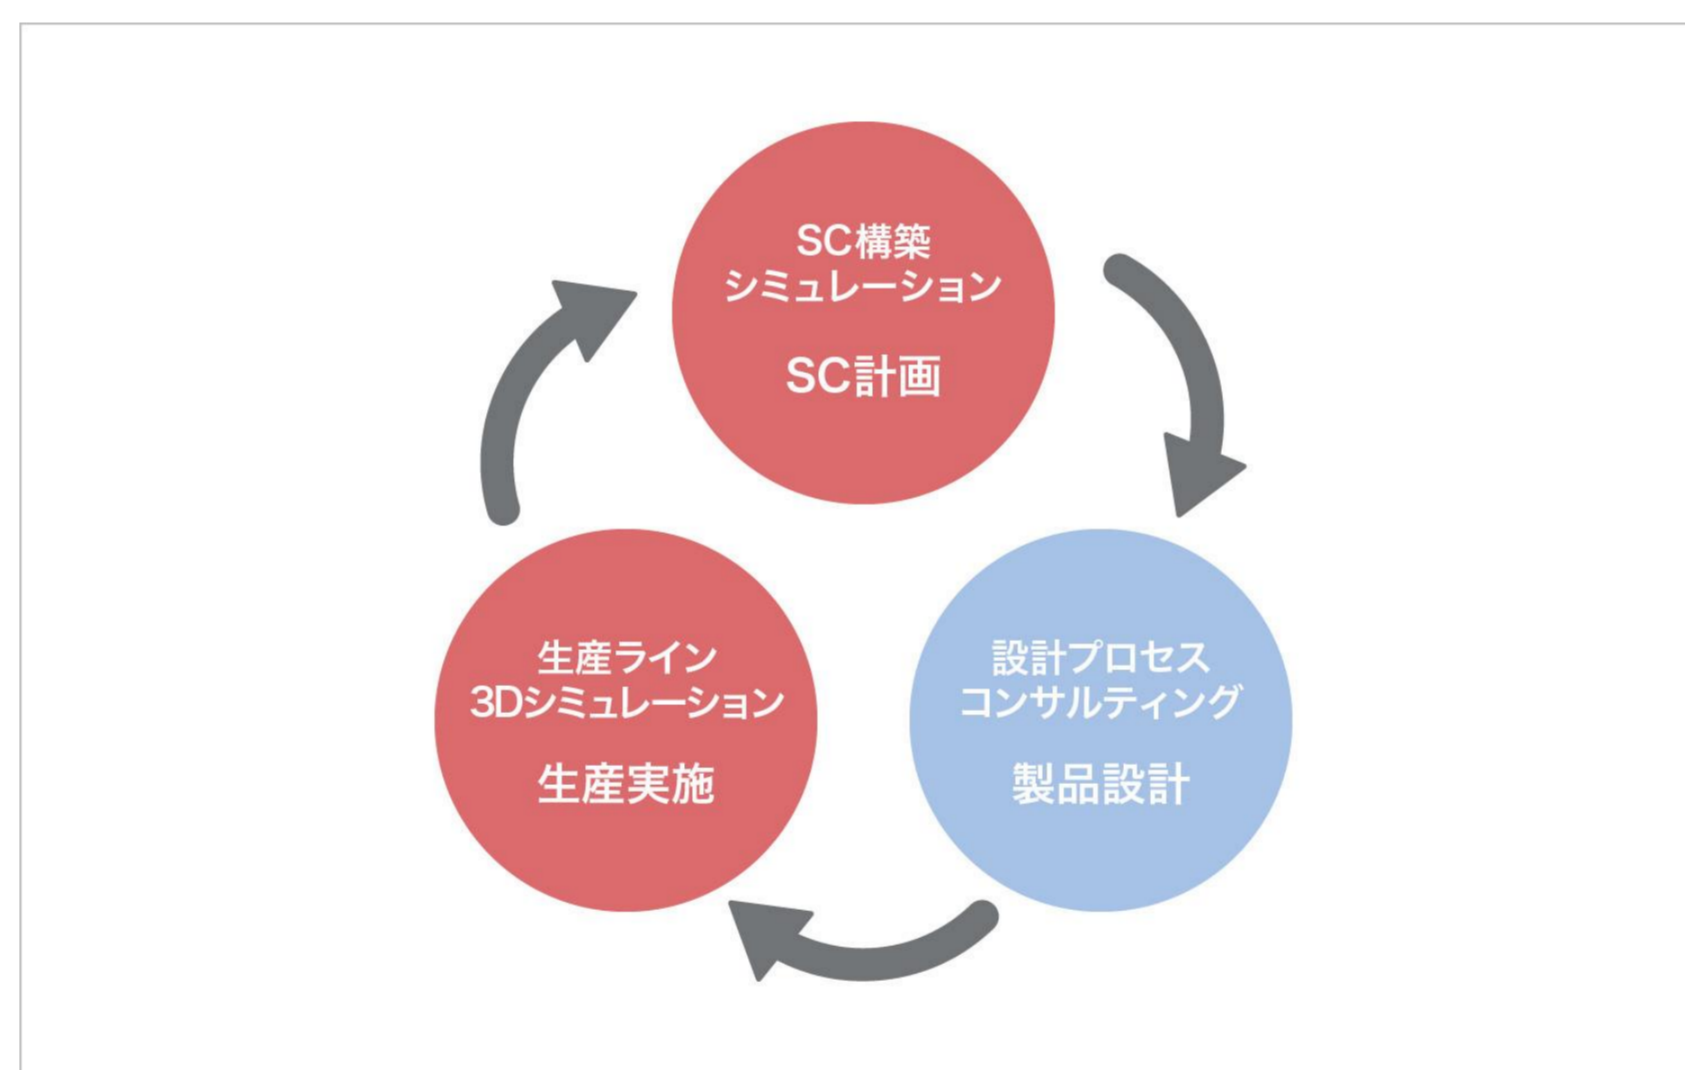 SC構築
シミュレーション
SC計画
生産ライン
3Dシミュレーション
生産実施
設計プロセス
コンサルティング
製品設計